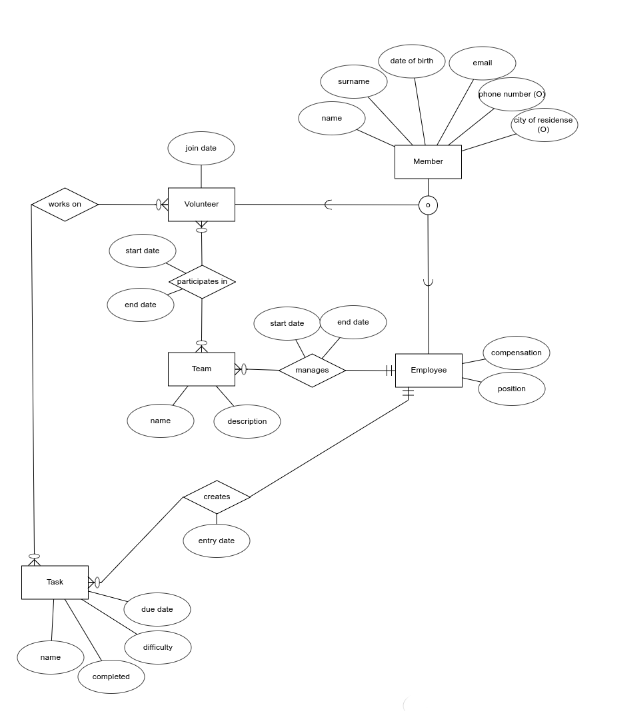 date of birth
email
surname
phone number (O)
name
city of residense
(O)
join date
Member
works on
Volunteer
o
start date
participates in
end date
start date
end date
compensation
Team
manages
Employee
position
name
description
creates
entry date
Task
due date
difficulty
name
completed